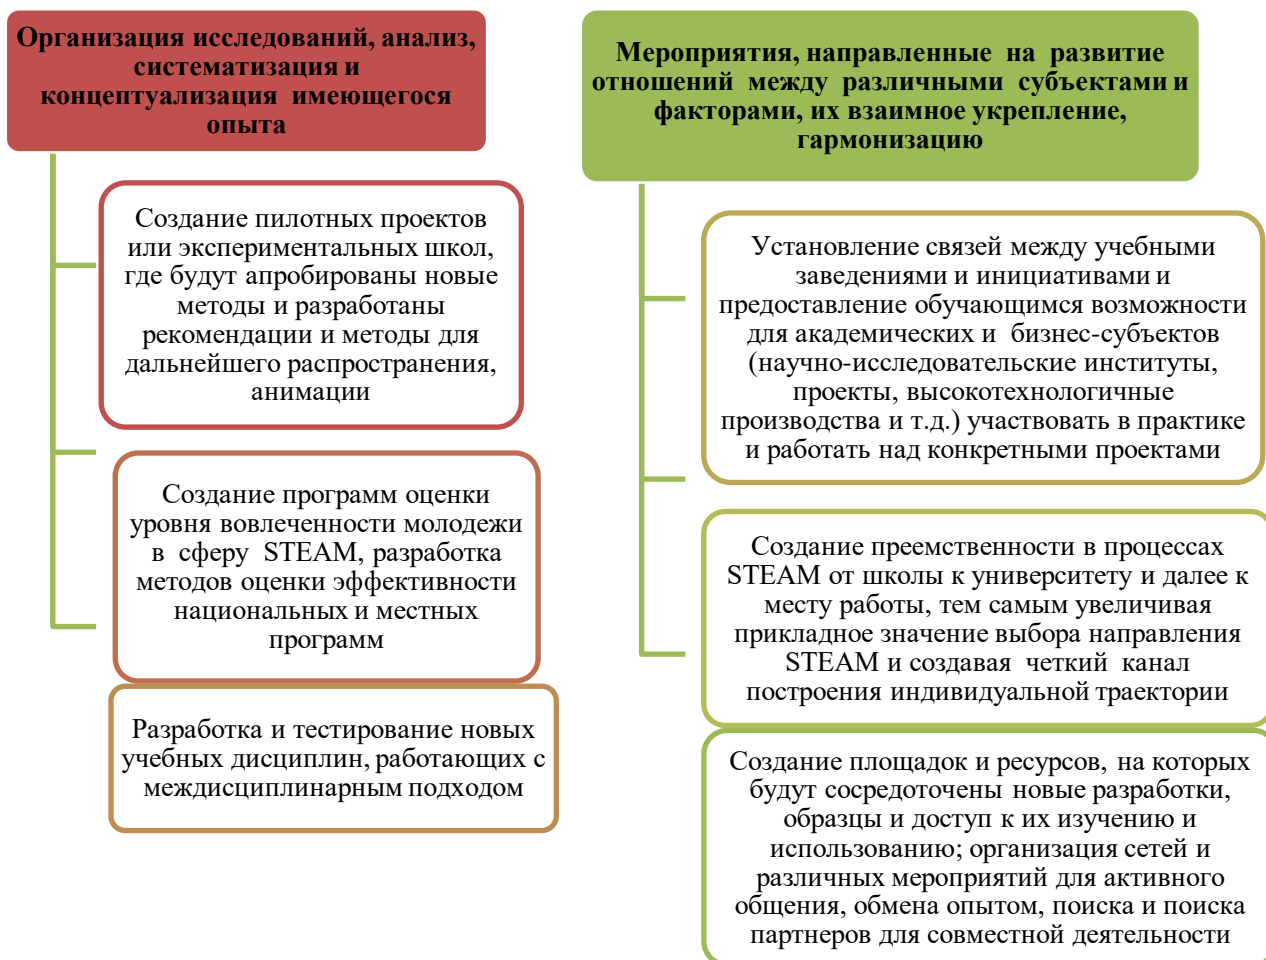 Организация исследований, анализ,
систематизация и
концептуализация имеющегося
опыта
Создание пилотных проектов
или экспериментальных школ,
где будут апробированы новые
методы и разработаны
рекомендации и методы для
дальнейшего распространения,
анимации
Создание программ оценки
уровня вовлеченности молодежи
в сферу STEAM, разработка
методов оценки эффективности
национальных и местных
программ
Разработка и тестирование новых
учебных дисциплин, работающих с
междисциплинарным подходом
Мероприятия, направленные на развитие
отношений между различными субъектами и
факторами, их взаимное укрепление,
гармонизацию
Установление связей между учебными
заведениями и инициативами и
предоставление обучающимся возможности
для академических и бизнес-субъектов
(научно-исследовательские институты,
проекты, высокотехнологичные
производства и т.д.) участвовать в практике
и работать над конкретными проектами
Создание преемственности в процессах
STEAM от школы к университету и далее к
месту работы, тем самым увеличивая
прикладное значение выбора направления
STEAM и создавая четкий канал
построения индивидуальной траектории
Создание площадок и ресурсов, на которых
будут сосредоточены новые разработки,
образцы и доступ к их изучению и
использованию; организация сетей и
различных мероприятий для активного
общения, обмена опытом, поиска и поиска
партнеров для совместной деятельности